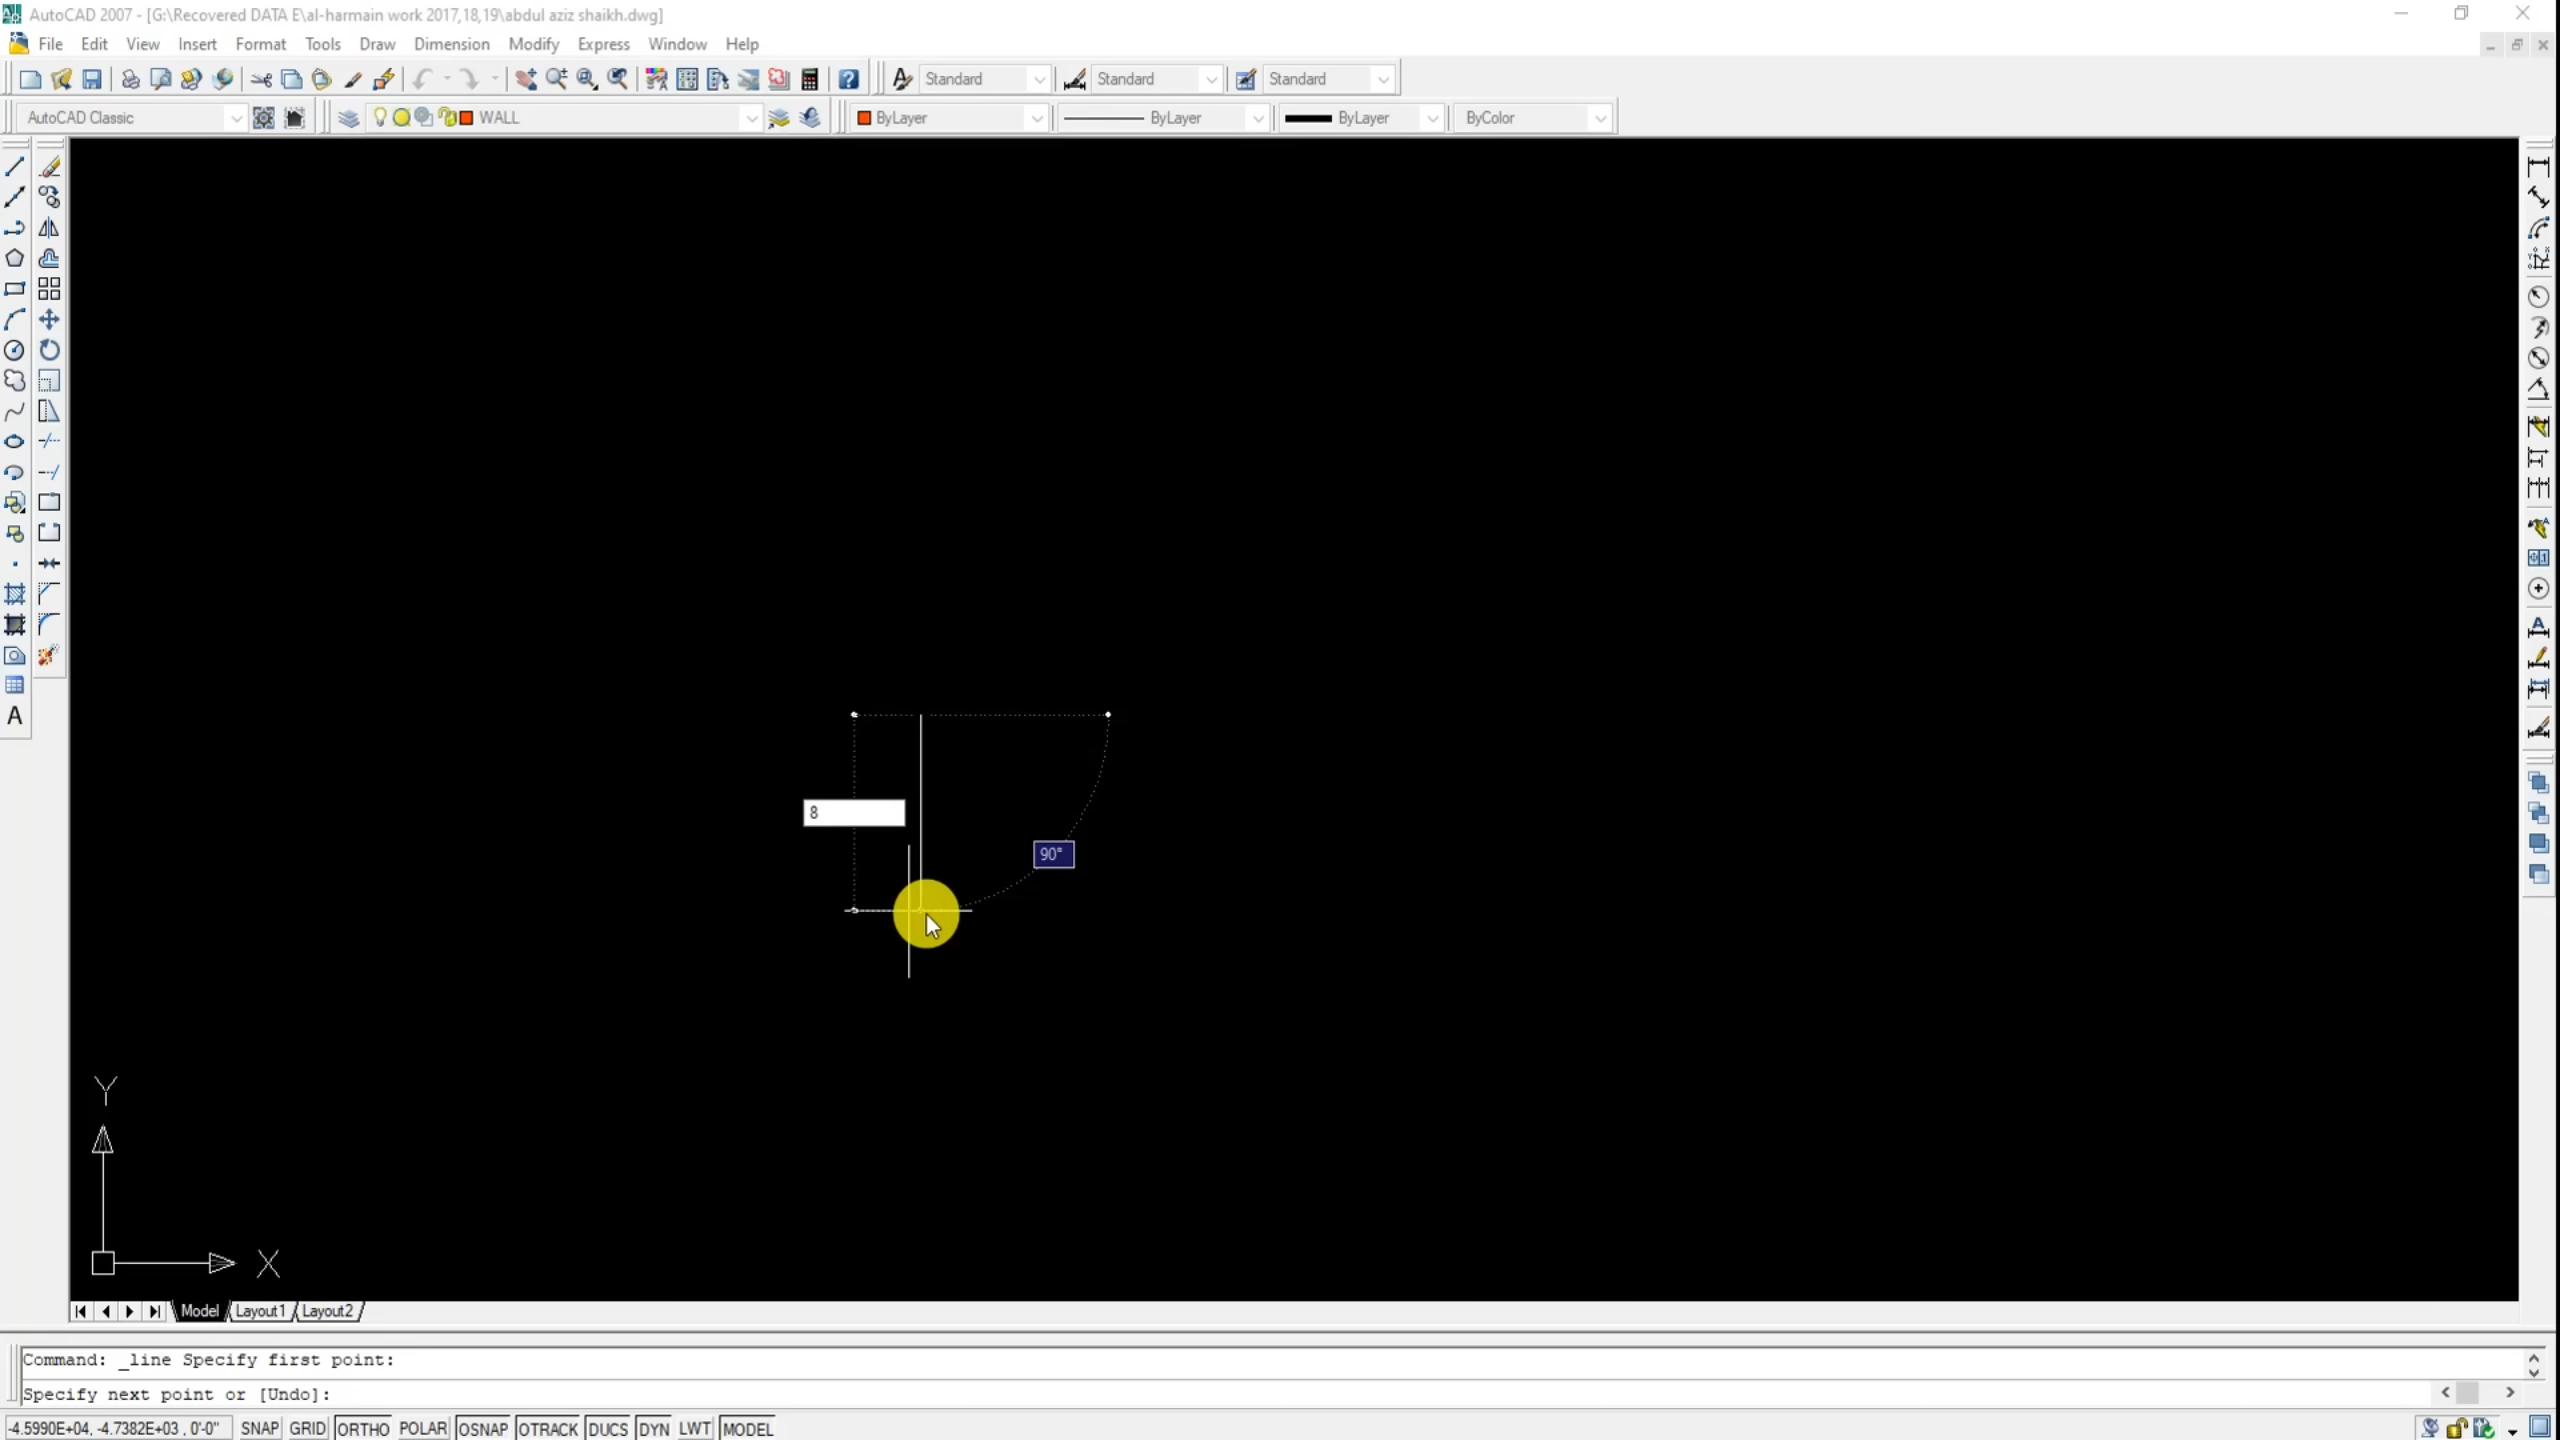 AutoCAD 2007 - [G:\Recovered DATA E\al-harmain work 2017,18,19\abdul aziz shaikh.dwg]
File Edit View Insert Format Tools Draw Dimension Modify Express Window Help
Standard Standard Standard
AutoCAD Classic WALL ByLayer ByLayer ByLayer ByColor
A
8
90°
Y
X
Model Layout1 Layout2
Command: _line Specify first point:
Specify next point or [Undo]:
-4.5990E+04, -4.7382E+03 , 0'-0" SNAP GRID ORTHO POLAR OSNAP OTRACK DUCS DYN LWT MODEL